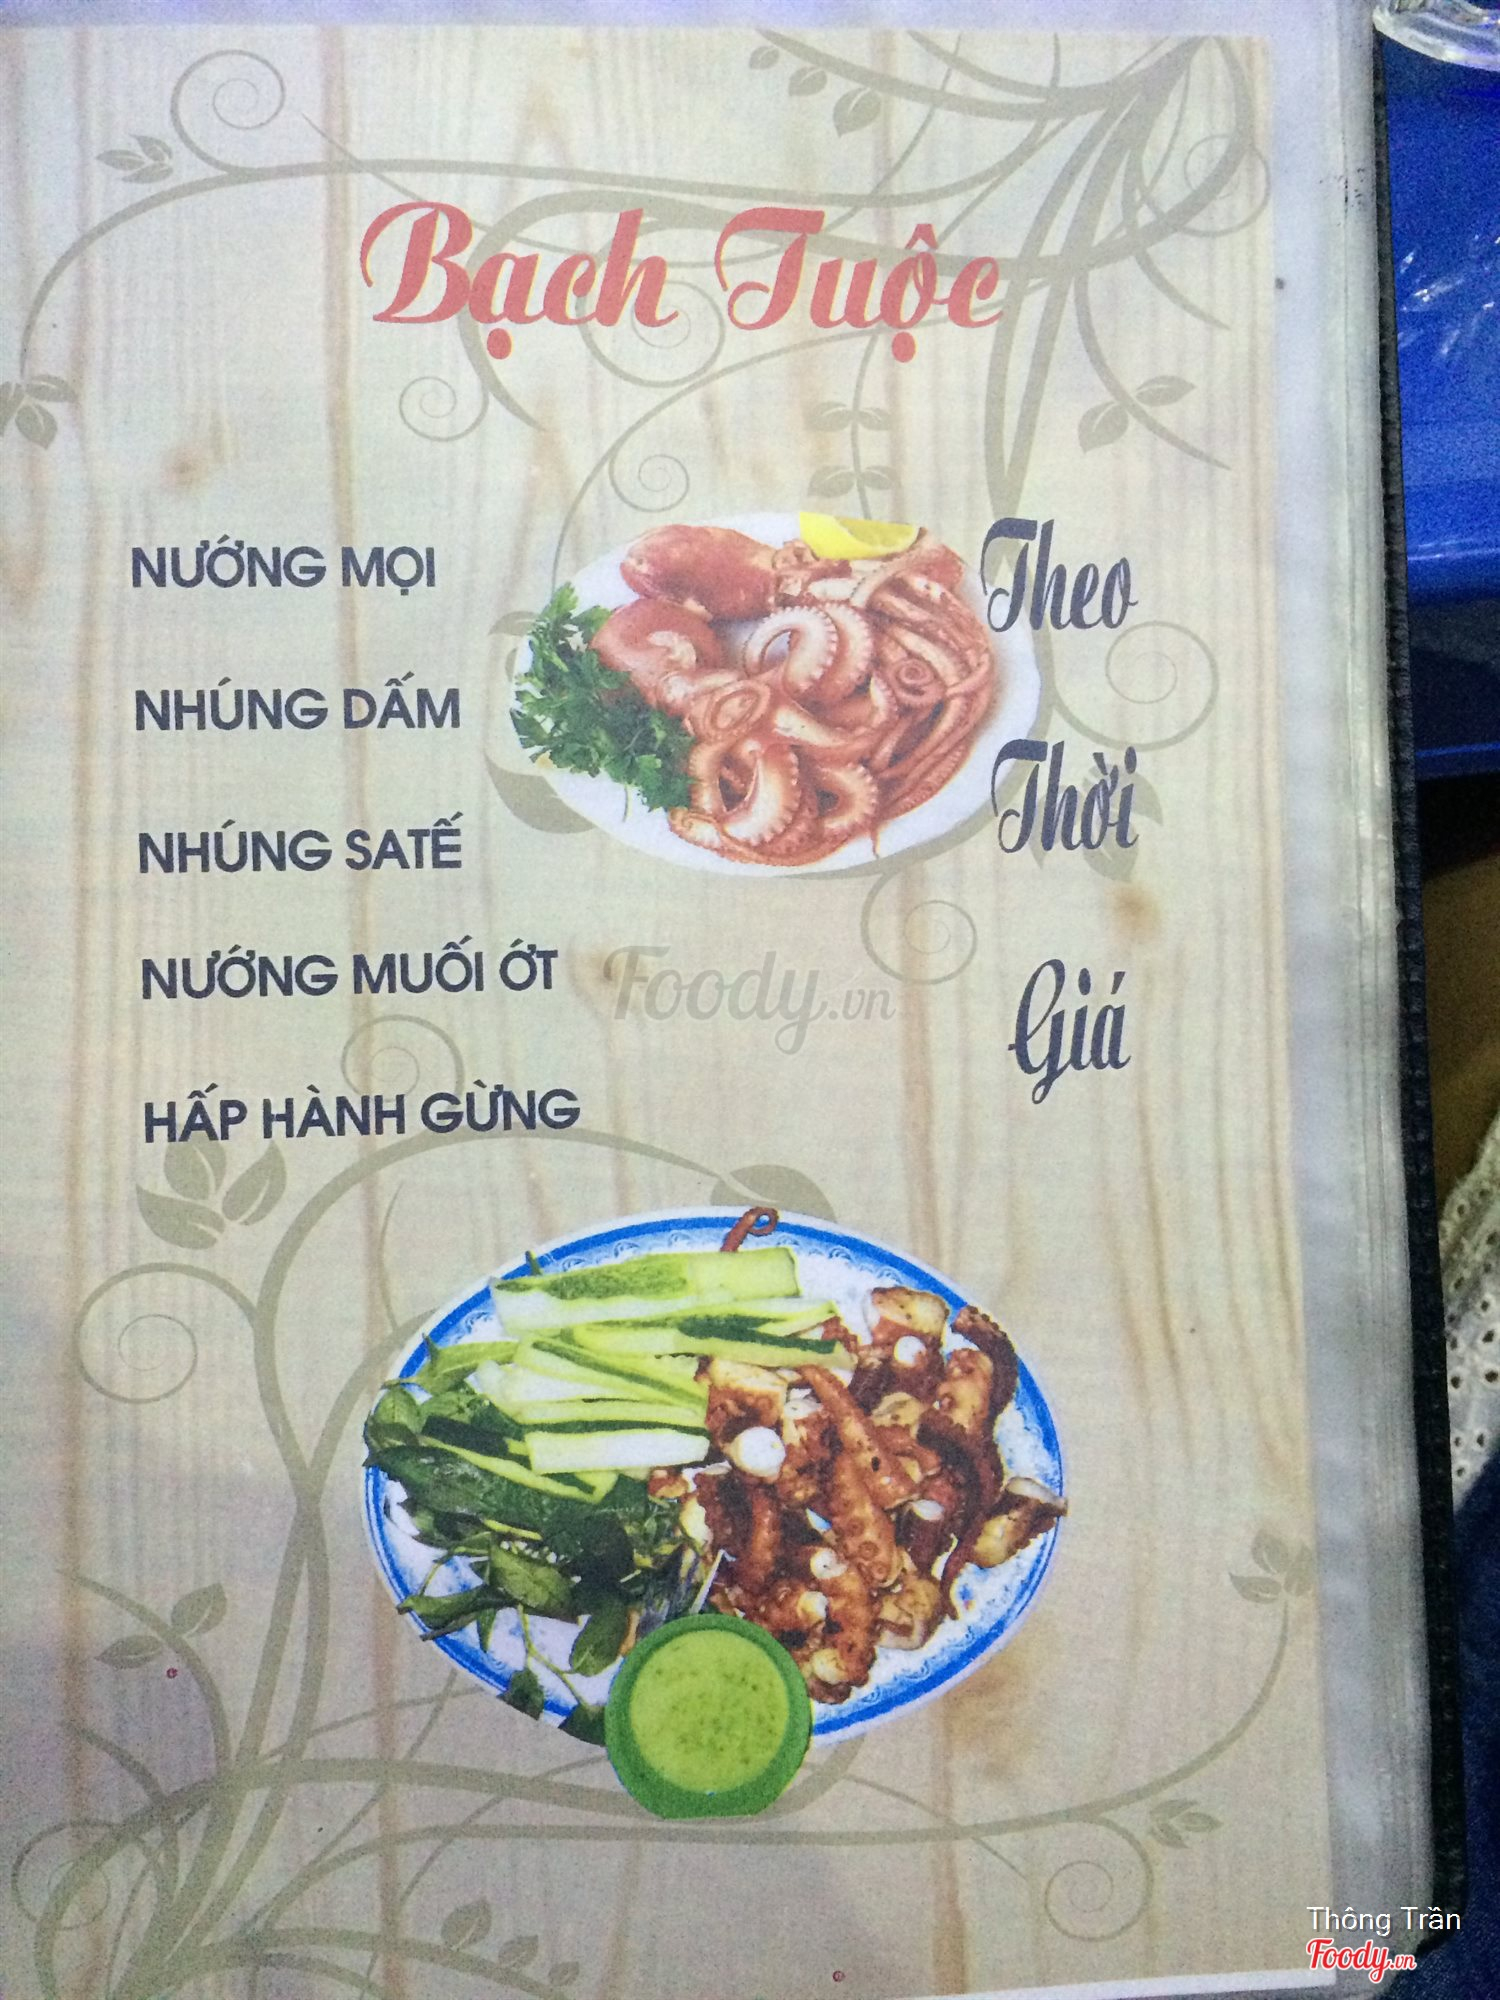 Bạch Tuộc
NƯỚNG MỌI
NHÚNG DẤM
NHÚNG SATẾ
NƯỚNG MUỐI ỚT
HẤP HÀNH GỪNG
Theo
Thời
Giá
Foody.vn
Thông Trần
Foody.vn